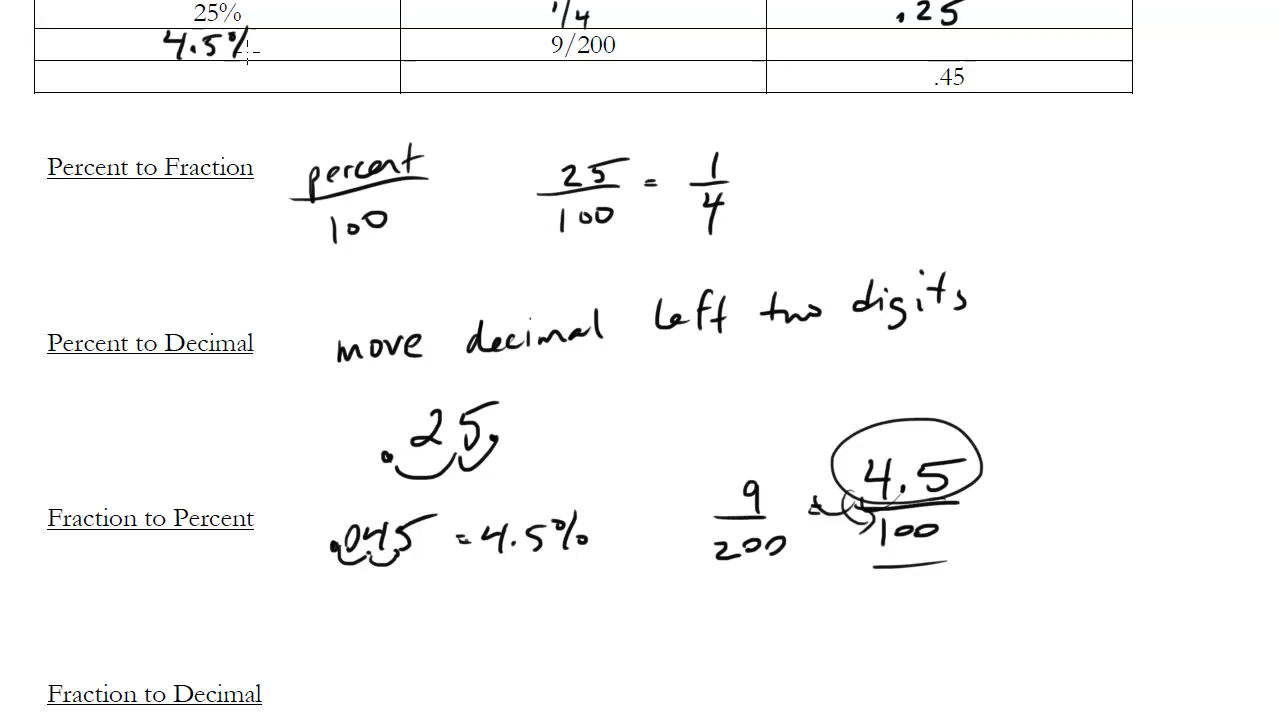 25% 1/4 .25
4.5% 9/200
.45
Percent to Fraction percent/100 25/100 = 1/4
Percent to Decimal move decimal left two digits
.25
Fraction to Percent .045 = 4.5% 9/200 = 4.5/100
Fraction to Decimal